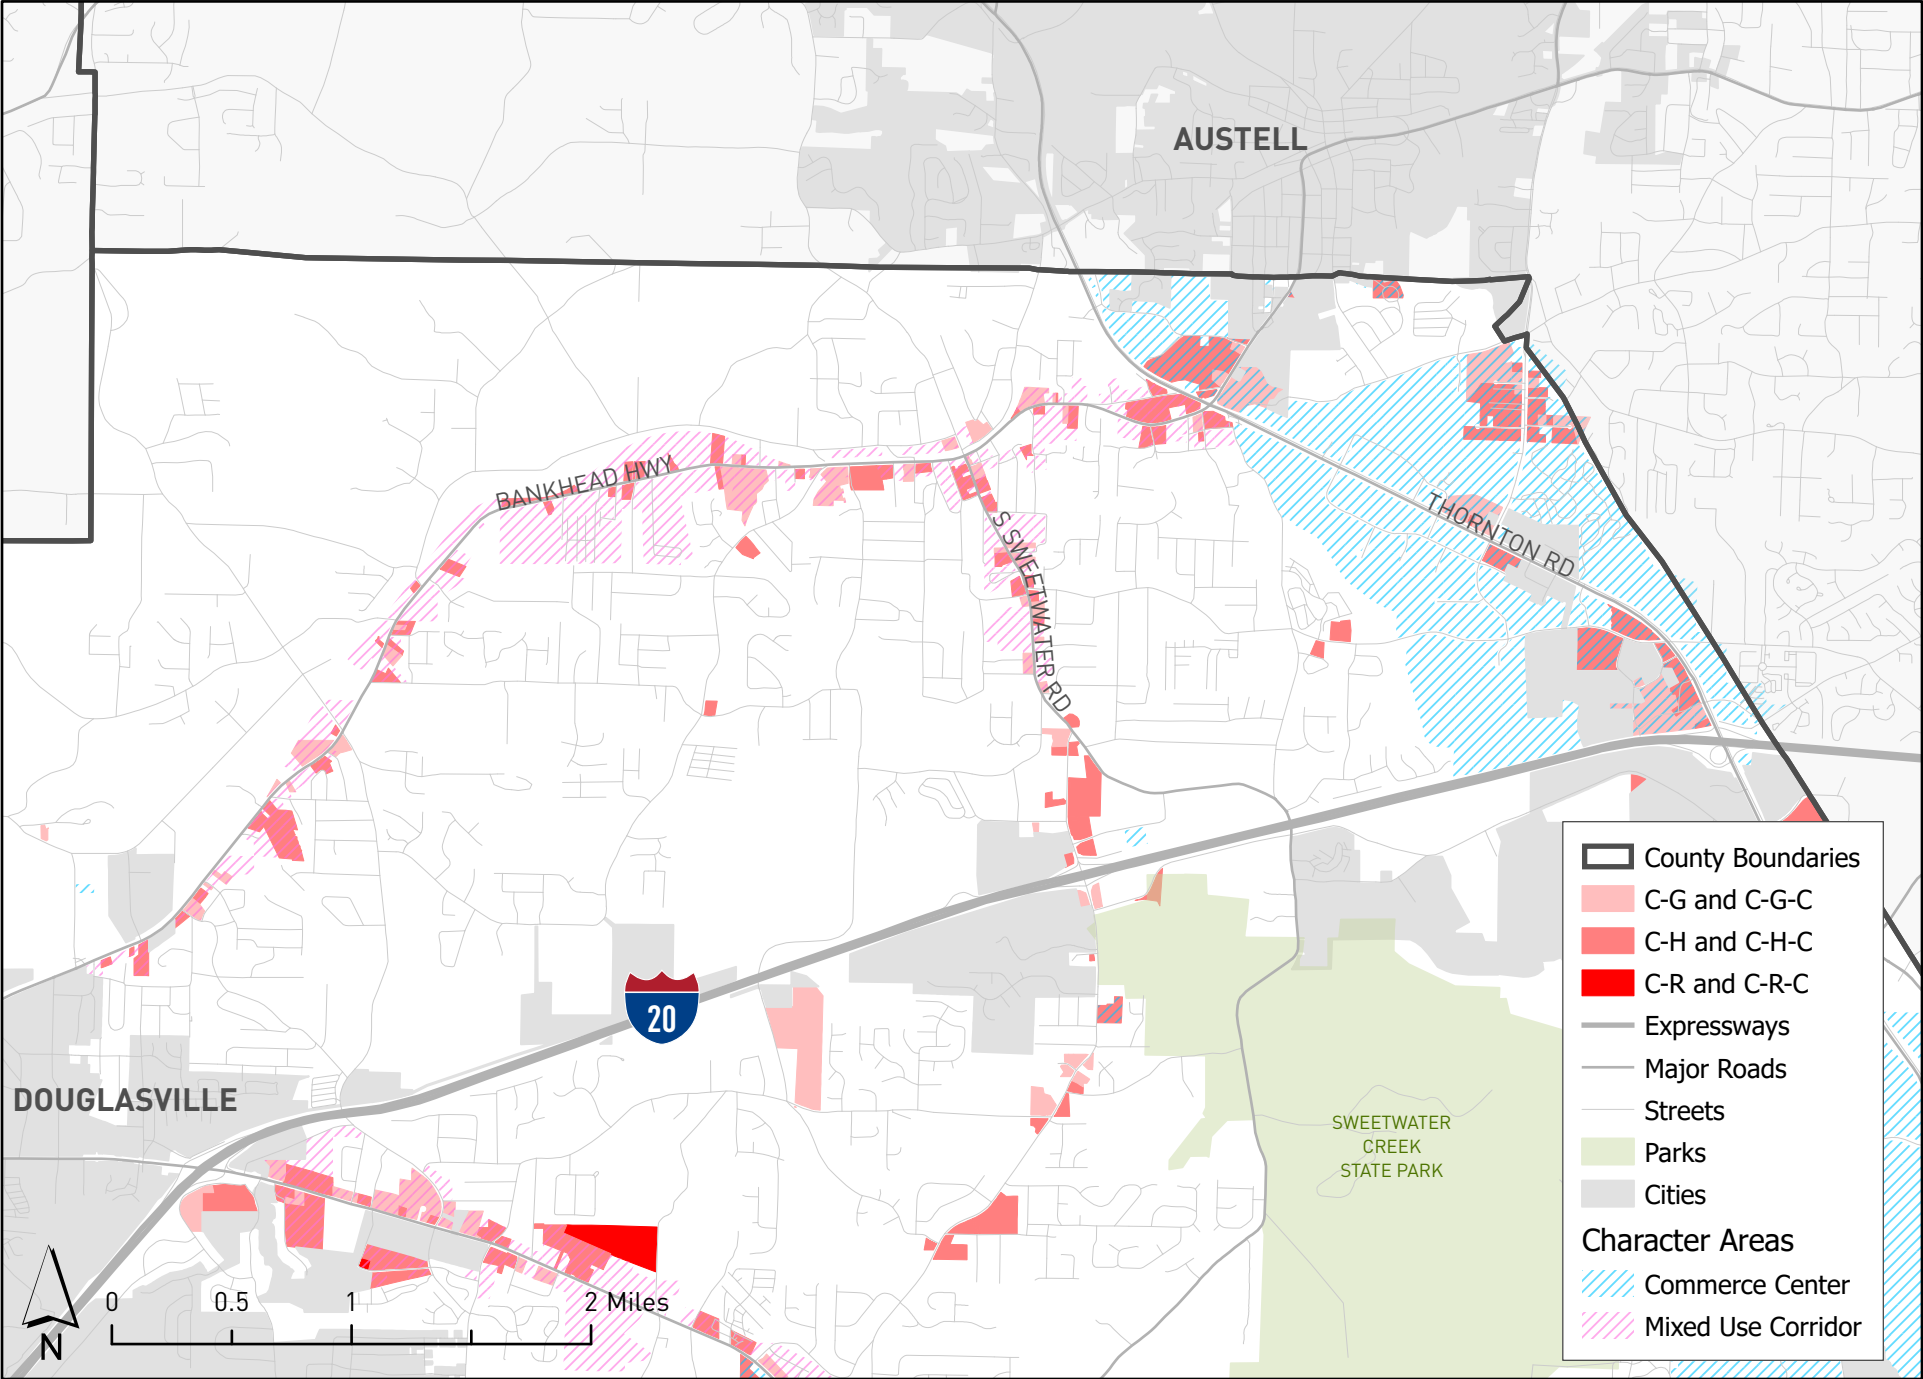 AUSTELL
BANKHEAD HWY
S SWEETWATER RD
THORNTON RD
20
DOUGLASVILLE
SWEETWATER
CREEK
STATE PARK
0 0.5 1 2 Miles
N
County Boundaries
C-G and C-G-C
C-H and C-H-C
C-R and C-R-C
Expressways
Major Roads
Streets
Parks
Cities
Character Areas
Commerce Center
Mixed Use Corridor